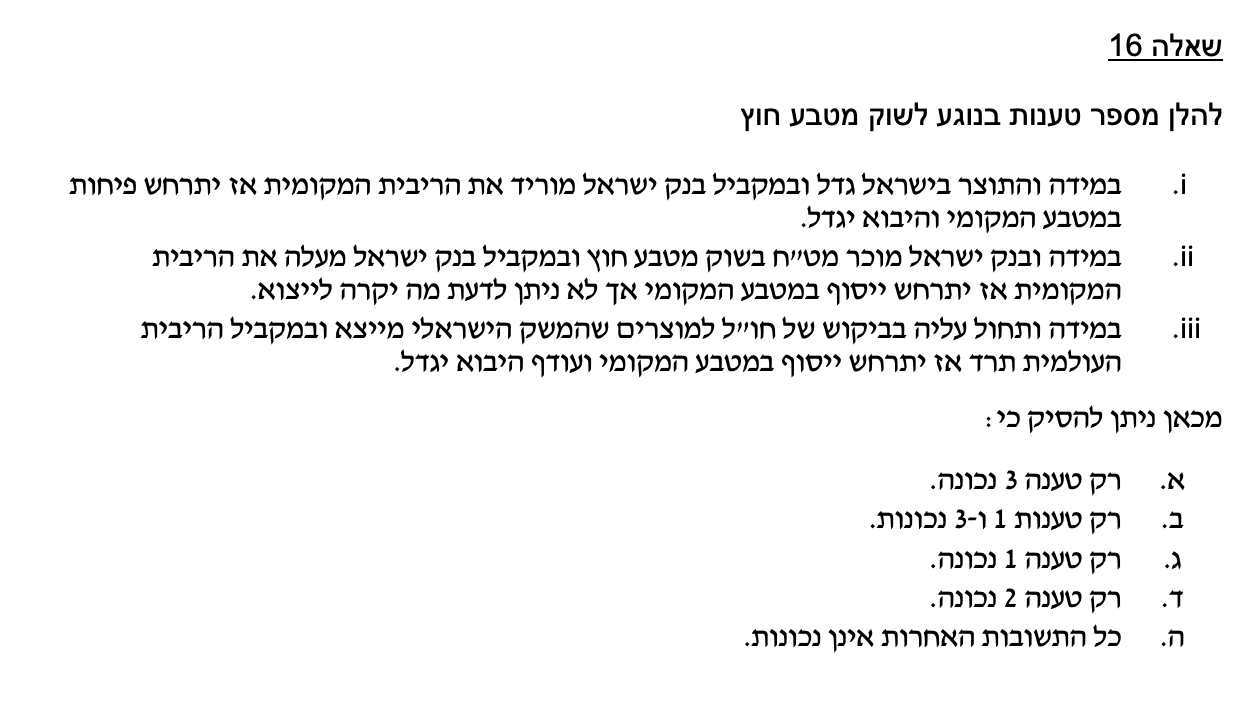 שאלה 16
להלן מספר טענות בנוגע לשוק מטבע חוץ
i. במידה והתוצר בישראל גדל ובמקביל בנק ישראל מוריד את הריבית המקומית אז יתרחש פיחות
במטבע המקומי והיבוא יגדל.
ii. במידה ובנק ישראל מוכר מט״ח בשוק מטבע חוץ ובמקביל בנק ישראל מעלה את הריבית
המקומית אז יתרחש ייסוף במטבע המקומי אך לא ניתן לדעת מה יקרה לייצוא.
iii. במידה ותחול עליה בביקוש של חו״ל למוצרים שהמשק הישראלי מייצא ובמקביל הריבית
העולמית תרד אז יתרחש ייסוף במטבע המקומי ועודף היבוא יגדל.
מכאן ניתן להסיק כי:
א. רק טענה 3 נכונה.
ב. רק טענות 1 ו-3 נכונות.
ג. רק טענה 1 נכונה.
ד. רק טענה 2 נכונה.
ה. כל התשובות האחרות אינן נכונות.